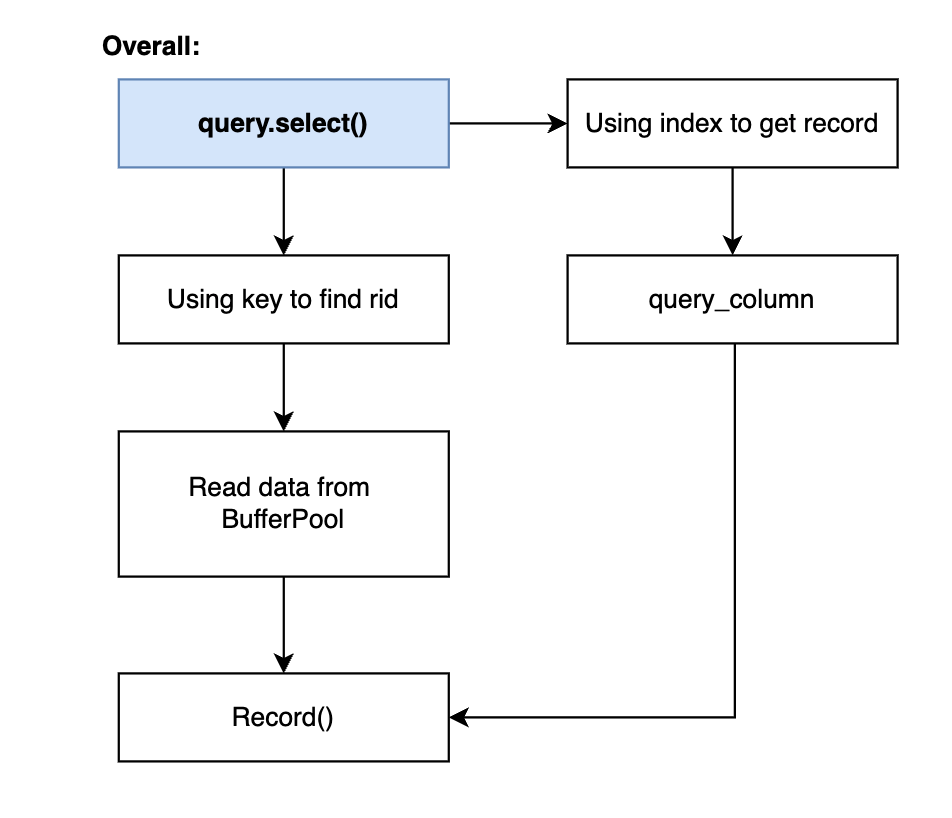 Overall:
query.select()
Using index to get record
Using key to find rid
query_column
Read data from
BufferPool
Record()